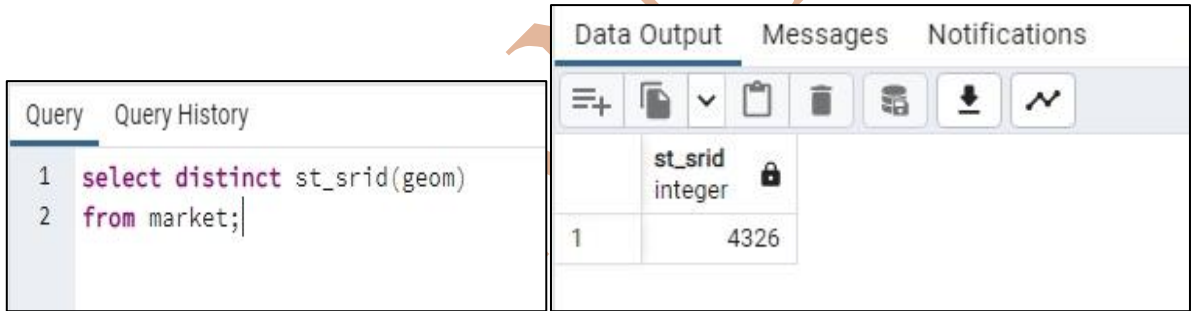 Query Query History
1 select distinct st_srid(geom)
2 from market;
Data Output Messages Notifications
st_srid
integer
1 4326